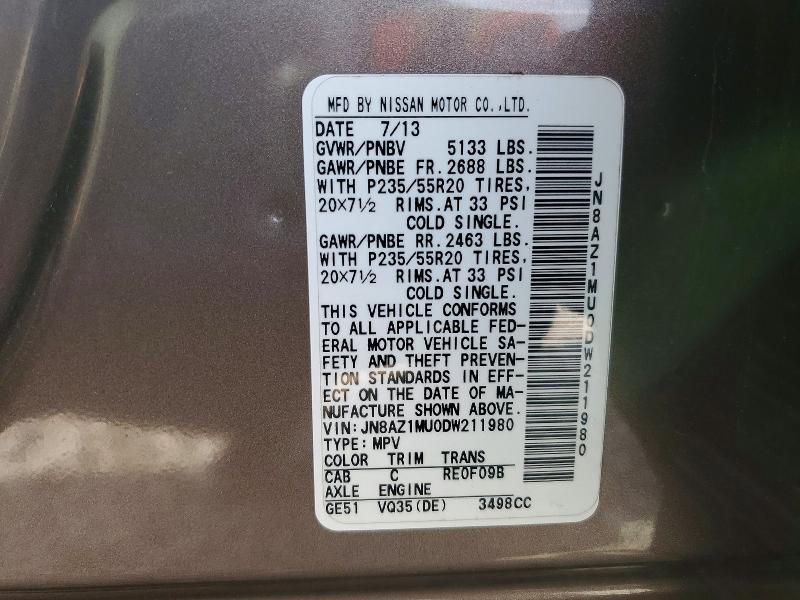 MFD BY NISSAN MOTOR CO.,LTD.
DATE 7/13
GVWR/PNBV 5133 LBS.
GAWR/PNBE FR.2688 LBS.
WITH P235/55R20 TIRES,
20×7½ RIMS.AT 33 PSI
COLD SINGLE.
GAWR/PNBE RR.2463 LBS.
WITH P235/55R20 TIRES,
20×7½ RIMS.AT 33 PSI
COLD SINGLE.
THIS VEHICLE CONFORMS
TO ALL APPLICABLE FED-
ERAL MOTOR VEHICLE SA-
FETY AND THEFT PREVEN-
TION STANDARDS IN EFF-
ECT ON THE DATE OF MA-
NUFACTURE SHOWN ABOVE.
VIN:JN8AZ1MU0DW211980
TYPE:MPV
COLOR TRIM TRANS
CAB C RE0F09B
AXLE ENGINE
GE51 VQ35(DE) 3498CC
JN8AZ1MU0DW211980